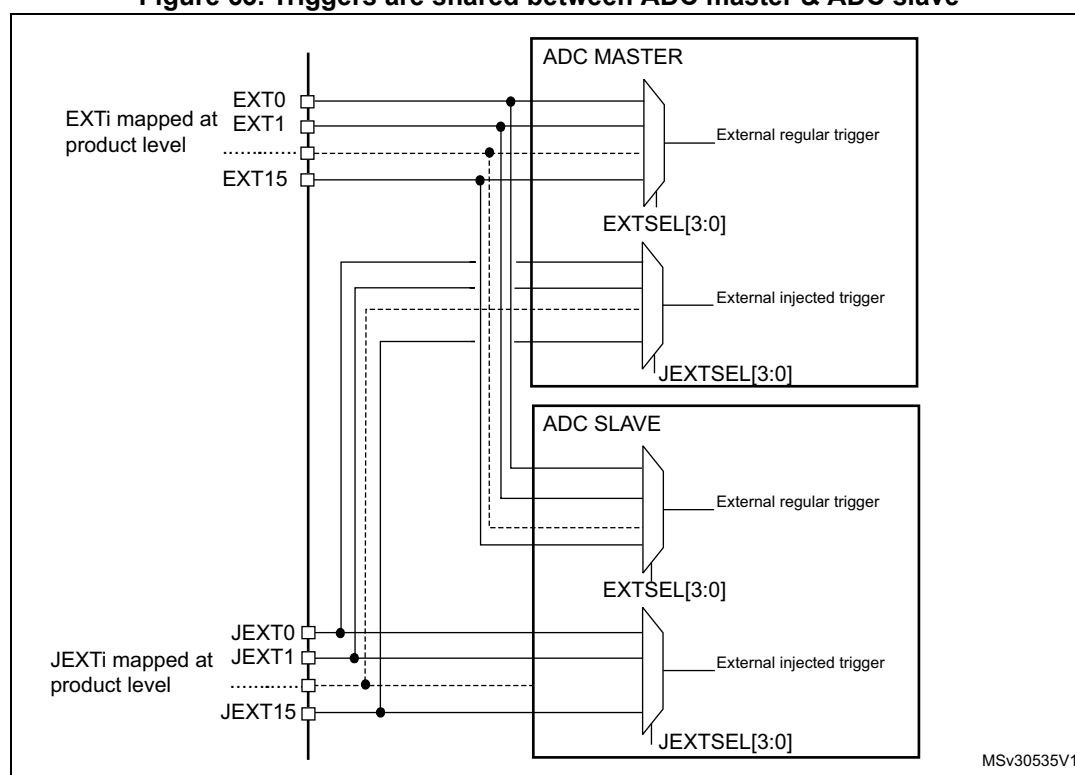 Figure 65. Triggers are shared between ADC master & ADC slave
ADC MASTER
EXTi mapped at
product level
EXT0
EXT1
..............
EXT15
External regular trigger
EXTSEL[3:0]
External injected trigger
JEXTSEL[3:0]
ADC SLAVE
External regular trigger
EXTSEL[3:0]
JEXTi mapped at
product level
JEXT0
JEXT1
..............
JEXT15
External injected trigger
JEXTSEL[3:0]
MSv30535V1